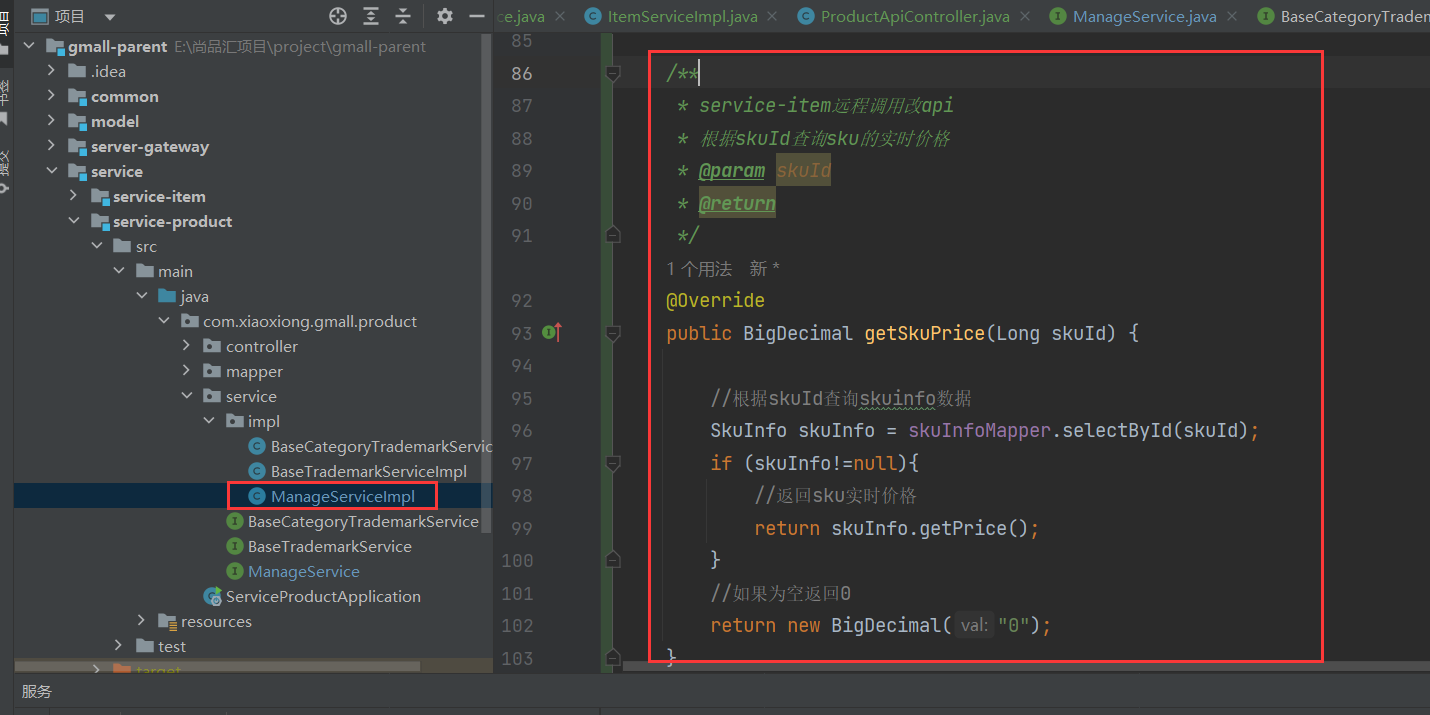 项目
项目
ce.java
ItemServiceImpl.java
ProductApiController.java
ManageService.java
BaseCategoryTradem
gmall-parent E:\尚品汇项目\project\gmall-parent
.idea
common
model
server-gateway
service
service-item
service-product
src
main
java
com.xiaoxiong.gmall.product
controller
mapper
service
impl
BaseCategoryTrademarkServic
BaseTrademarkServiceImpl
ManageServiceImpl
BaseCategoryTrademarkService
BaseTrademarkService
ManageService
ServiceProductApplication
resources
test
target
书签
提交
85
86 /**
87 * service-item远程调用改api
88 * 根据skuId查询sku的实时价格
89 * @param skuId
90 * @return
91 */
1 个用法 新 *
92 @Override
93 public BigDecimal getSkuPrice(Long skuId) {
94
95 //根据skuId查询skuinfo数据
96 SkuInfo skuInfo = skuInfoMapper.selectById(skuId);
97 if (skuInfo!=null){
98 //返回sku实时价格
99 return skuInfo.getPrice();
100 }
101 //如果为空返回0
102 return new BigDecimal( val: "0");
103 }
服务